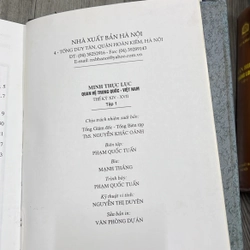 NHÀ XUẤT BẢN HÀ NỘI
4 - TỐNG DUY TÂN, QUẬN HOÀN KIẾM, HÀ NỘI
MINH THỰC LỤC
QUAN HỆ TRUNG QUỐC - VIỆT NAM
THẾ KỶ XIV - XVII
Tập 1
Chịu trách nhiệm xuất bản:
Tổng Giám đốc - Tổng Biên tập
ThS. NGUYỄN KHẮC OÁNH
Biên tập:
PHẠM QUỐC TUẤN
Bìa:
MẠNH THẮNG
Trình bày:
PHẠM QUỐC TUẤN
Kỹ thuật vi tính:
NGUYỄN THỊ DUYÊN
Sửa bản in:
VĂN PHÒNG DỰ ÁN